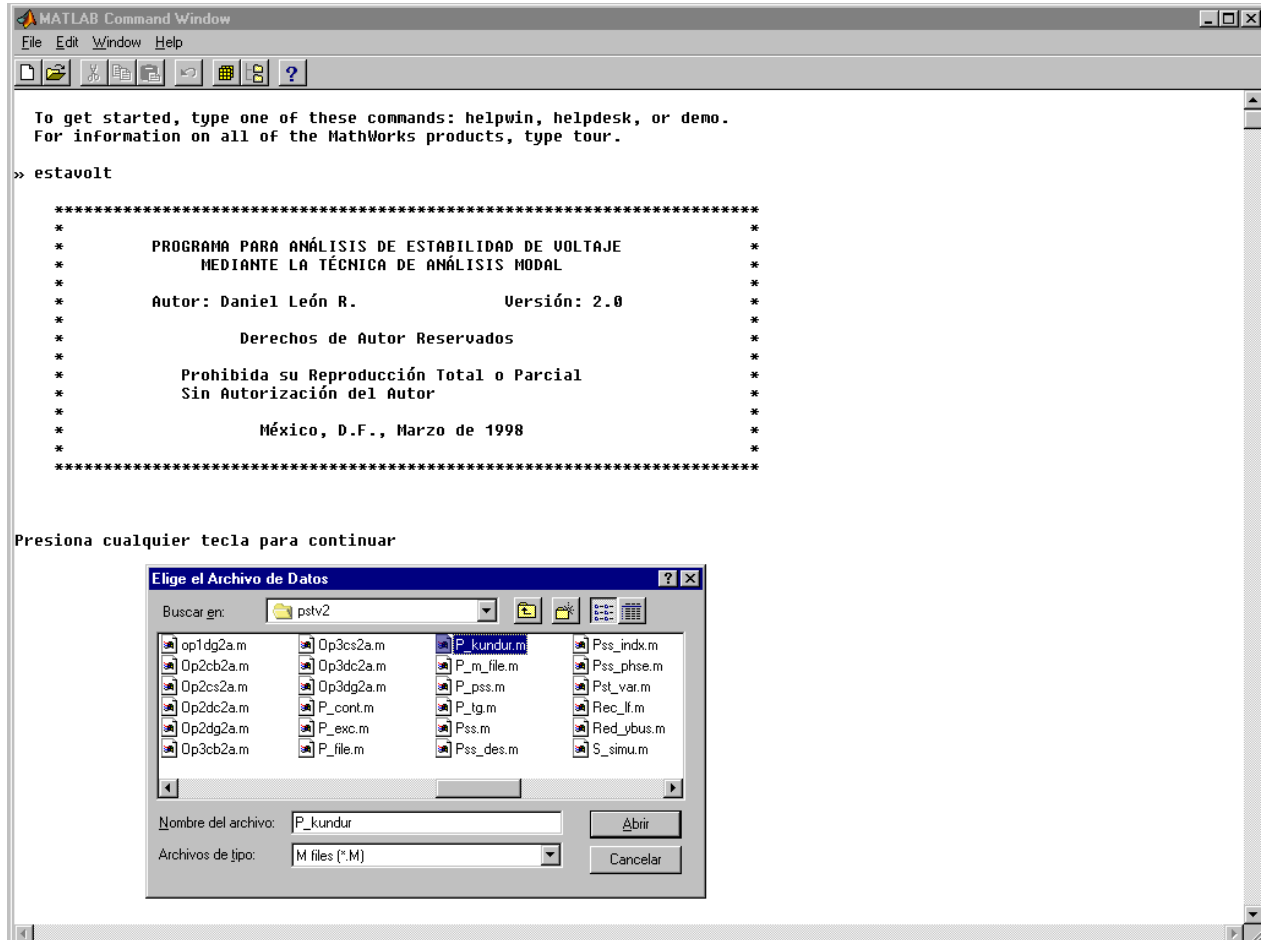 MATLAB Command Window
File Edit Window Help
To get started, type one of these commands: helpwin, helpdesk, or demo.
For information on all of the MathWorks products, type tour.
» estavolt
************************************************************************
* *
* PROGRAMA PARA ANÁLISIS DE ESTABILIDAD DE VOLTAJE *
* MEDIANTE LA TÉCNICA DE ANÁLISIS MODAL *
* *
* Autor: Daniel León R. Versión: 2.0 *
* *
* Derechos de Autor Reservados *
* *
* Prohibida su Reproducción Total o Parcial *
* Sin Autorización del Autor *
* *
* México, D.F., Marzo de 1998 *
* *
************************************************************************
Presiona cualquier tecla para continuar
Elige el Archivo de Datos
Buscar en: pstv2
op1dg2a.m Op3cs2a.m P_kundur.m Pss_indx.m
Op2cb2a.m Op3dc2a.m P_m_file.m Pss_phse.m
Op2cs2a.m Op3dg2a.m P_pss.m Pst_var.m
Op2dc2a.m P_cont.m P_tg.m Rec_lf.m
Op2dg2a.m P_exc.m Pss.m Red_ybus.m
Op3cb2a.m P_file.m Pss_des.m S_simu.m
Nombre del archivo: P_kundur Abrir
Archivos de tipo: M files (*.M) Cancelar